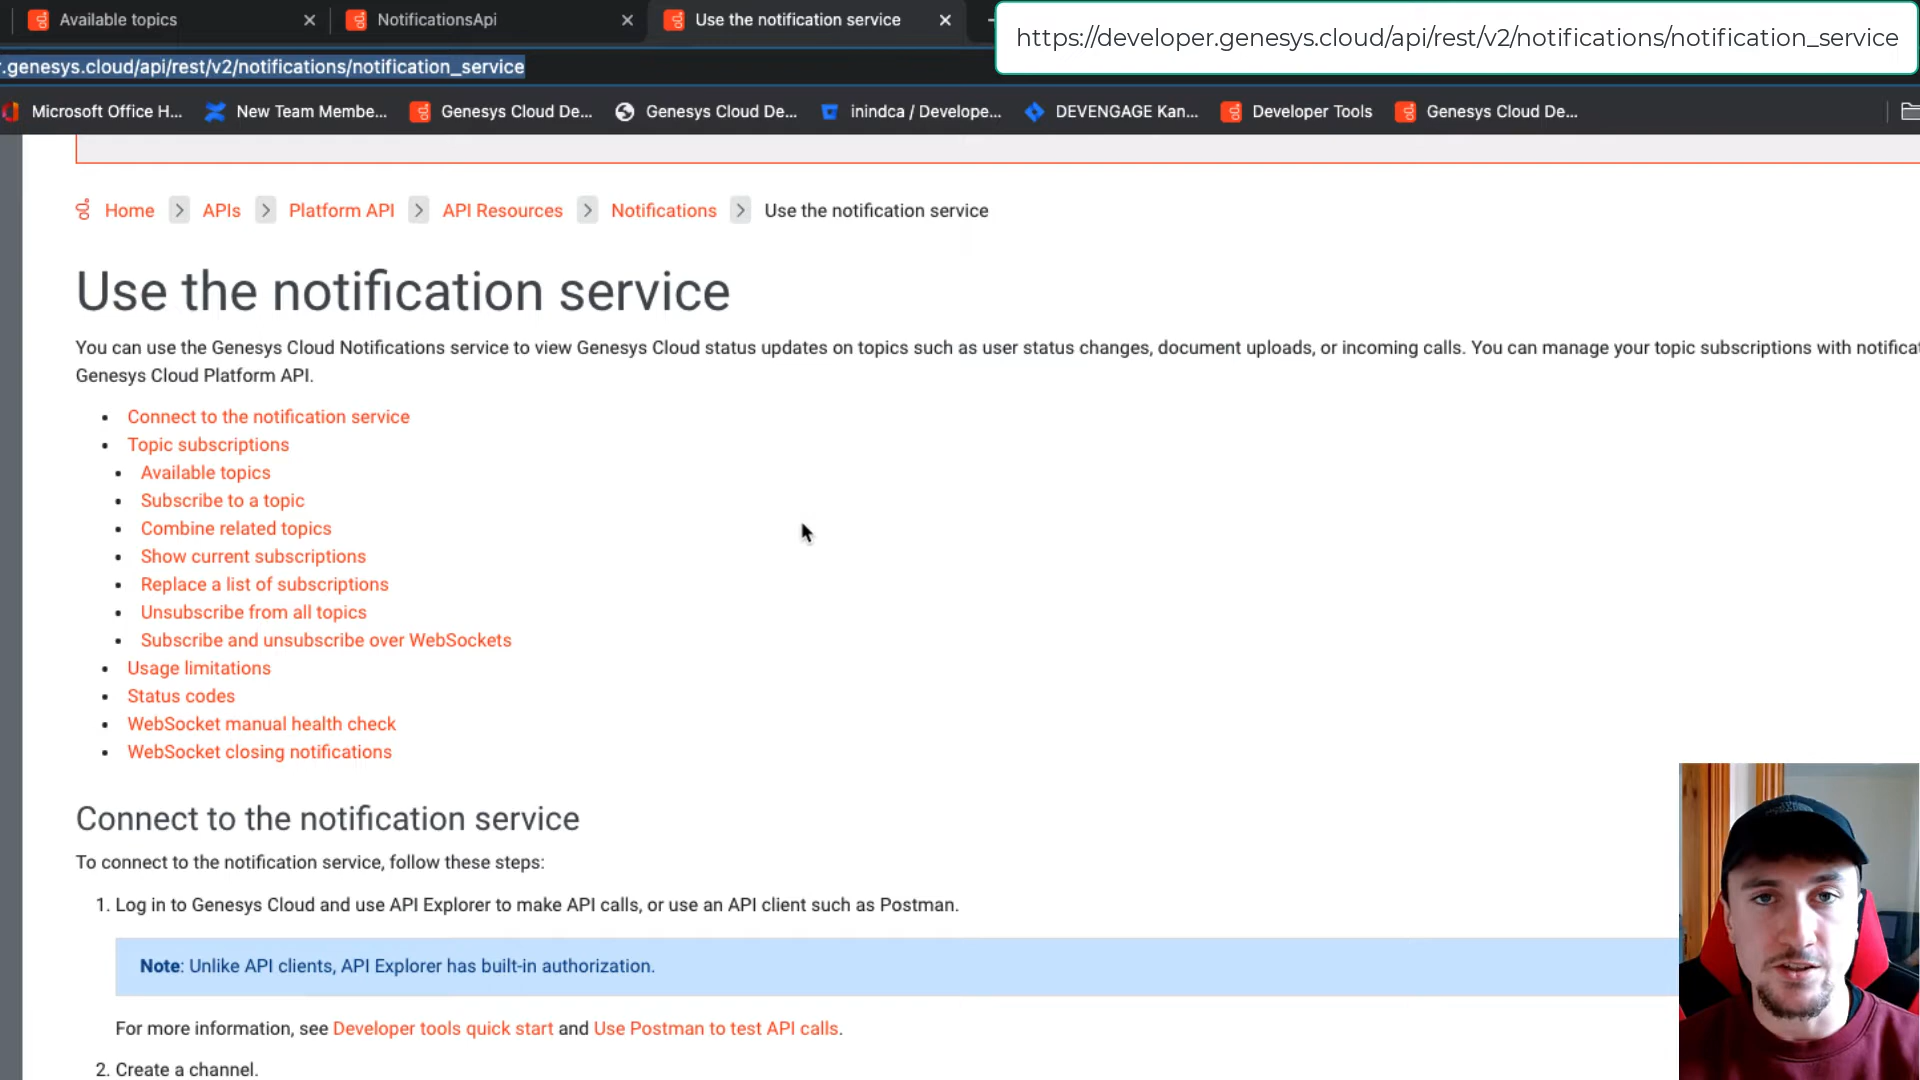 Available topics
NotificationsApi
Use the notification service
https://developer.genesys.cloud/api/rest/v2/notifications/notification_service
.genesys.cloud/api/rest/v2/notifications/notification_service
Microsoft Office H...
New Team Membe...
Genesys Cloud De...
Genesys Cloud De...
inindca / Develope...
DEVENGAGE Kan...
Developer Tools
Genesys Cloud De...
Home > APIs > Platform API > API Resources > Notifications > Use the notification service
Use the notification service
You can use the Genesys Cloud Notifications service to view Genesys Cloud status updates on topics such as user status changes, document uploads, or incoming calls. You can manage your topic subscriptions with notifica
Genesys Cloud Platform API.
• Connect to the notification service
• Topic subscriptions
• Available topics
• Subscribe to a topic
• Combine related topics
• Show current subscriptions
• Replace a list of subscriptions
• Unsubscribe from all topics
• Subscribe and unsubscribe over WebSockets
• Usage limitations
• Status codes
• WebSocket manual health check
• WebSocket closing notifications
Connect to the notification service
To connect to the notification service, follow these steps:
1. Log in to Genesys Cloud and use API Explorer to make API calls, or use an API client such as Postman.
Note: Unlike API clients, API Explorer has built-in authorization.
For more information, see Developer tools quick start and Use Postman to test API calls.
2. Create a channel.